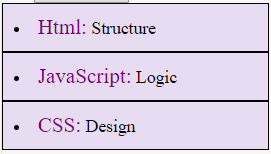 Html: Structure
JavaScript: Logic
CSS: Design